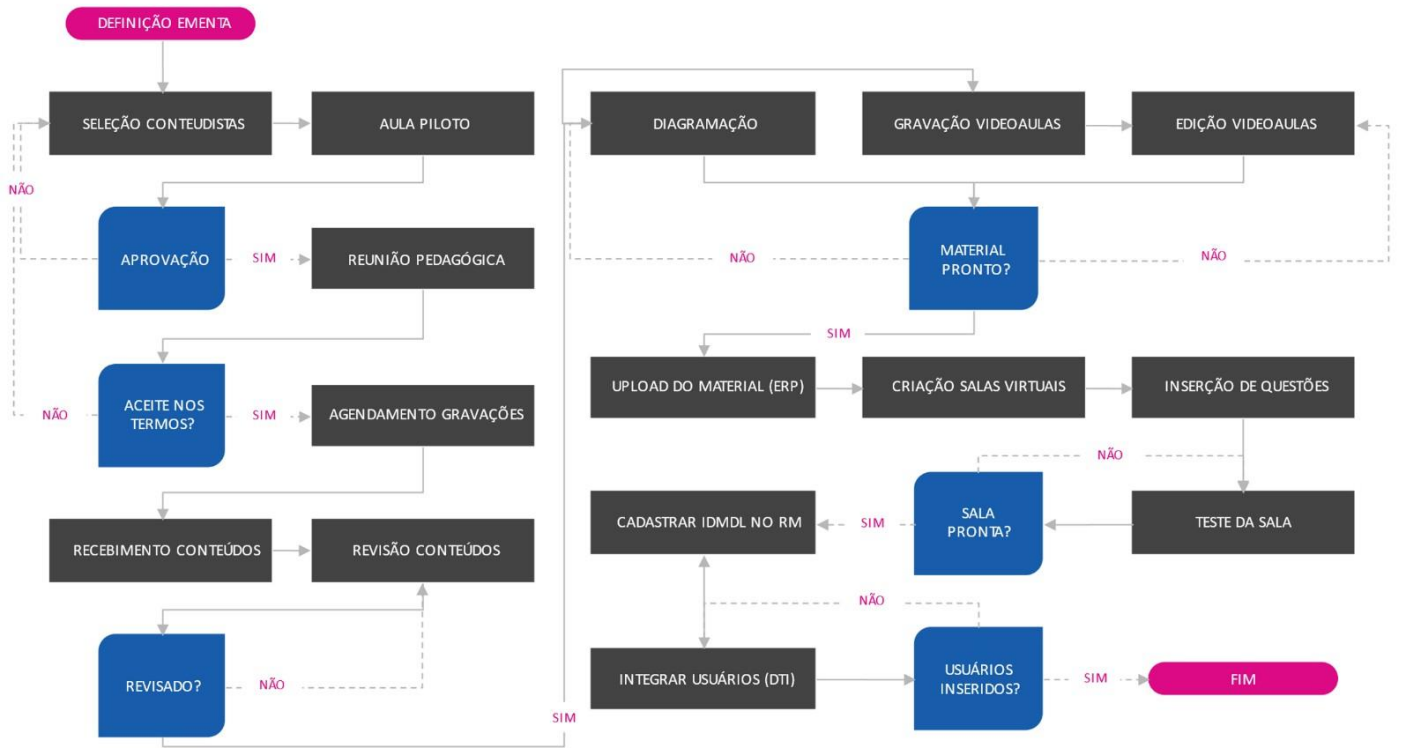 DEFINIÇÃO EMENTA
SELEÇÃO CONTEUDISTAS
AULA PILOTO
NÃO
APROVAÇÃO
SIM
REUNIÃO PEDAGÓGICA
NÃO
ACEITE NOS
TERMOS?
SIM
AGENDAMENTO GRAVAÇÕES
RECEBIMENTO CONTEÚDOS
REVISÃO CONTEÚDOS
REVISADO?
NÃO
SIM
DIAGRAMAÇÃO
GRAVAÇÃO VIDEOAULAS
EDIÇÃO VIDEOAULAS
NÃO
MATERIAL
PRONTO?
NÃO
SIM
UPLOAD DO MATERIAL (ERP)
CRIAÇÃO SALAS VIRTUAIS
INSERÇÃO DE QUESTÕES
NÃO
CADASTRAR IDMDL NO RM
SIM
SALA
PRONTA?
TESTE DA SALA
NÃO
INTEGRAR USUÁRIOS (DTI)
USUÁRIOS
INSERIDOS?
SIM
FIM